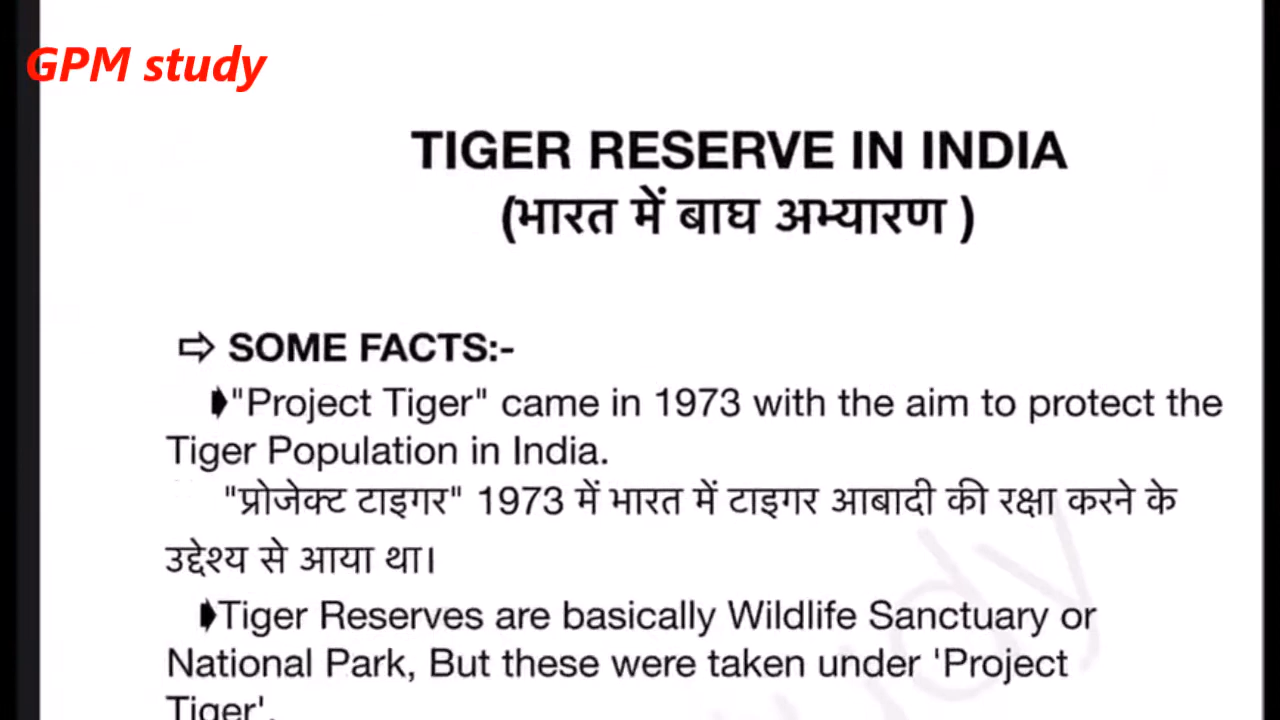 GPM study
TIGER RESERVE IN INDIA
(भारत में बाघ अभ्यारण )
⇨ SOME FACTS:-
➧"Project Tiger" came in 1973 with the aim to protect the
Tiger Population in India.
"प्रोजेक्ट टाइगर" 1973 में भारत में टाइगर आबादी की रक्षा करने के
उद्देश्य से आया था।
➧Tiger Reserves are basically Wildlife Sanctuary or
National Park, But these were taken under 'Project
Tiger'.